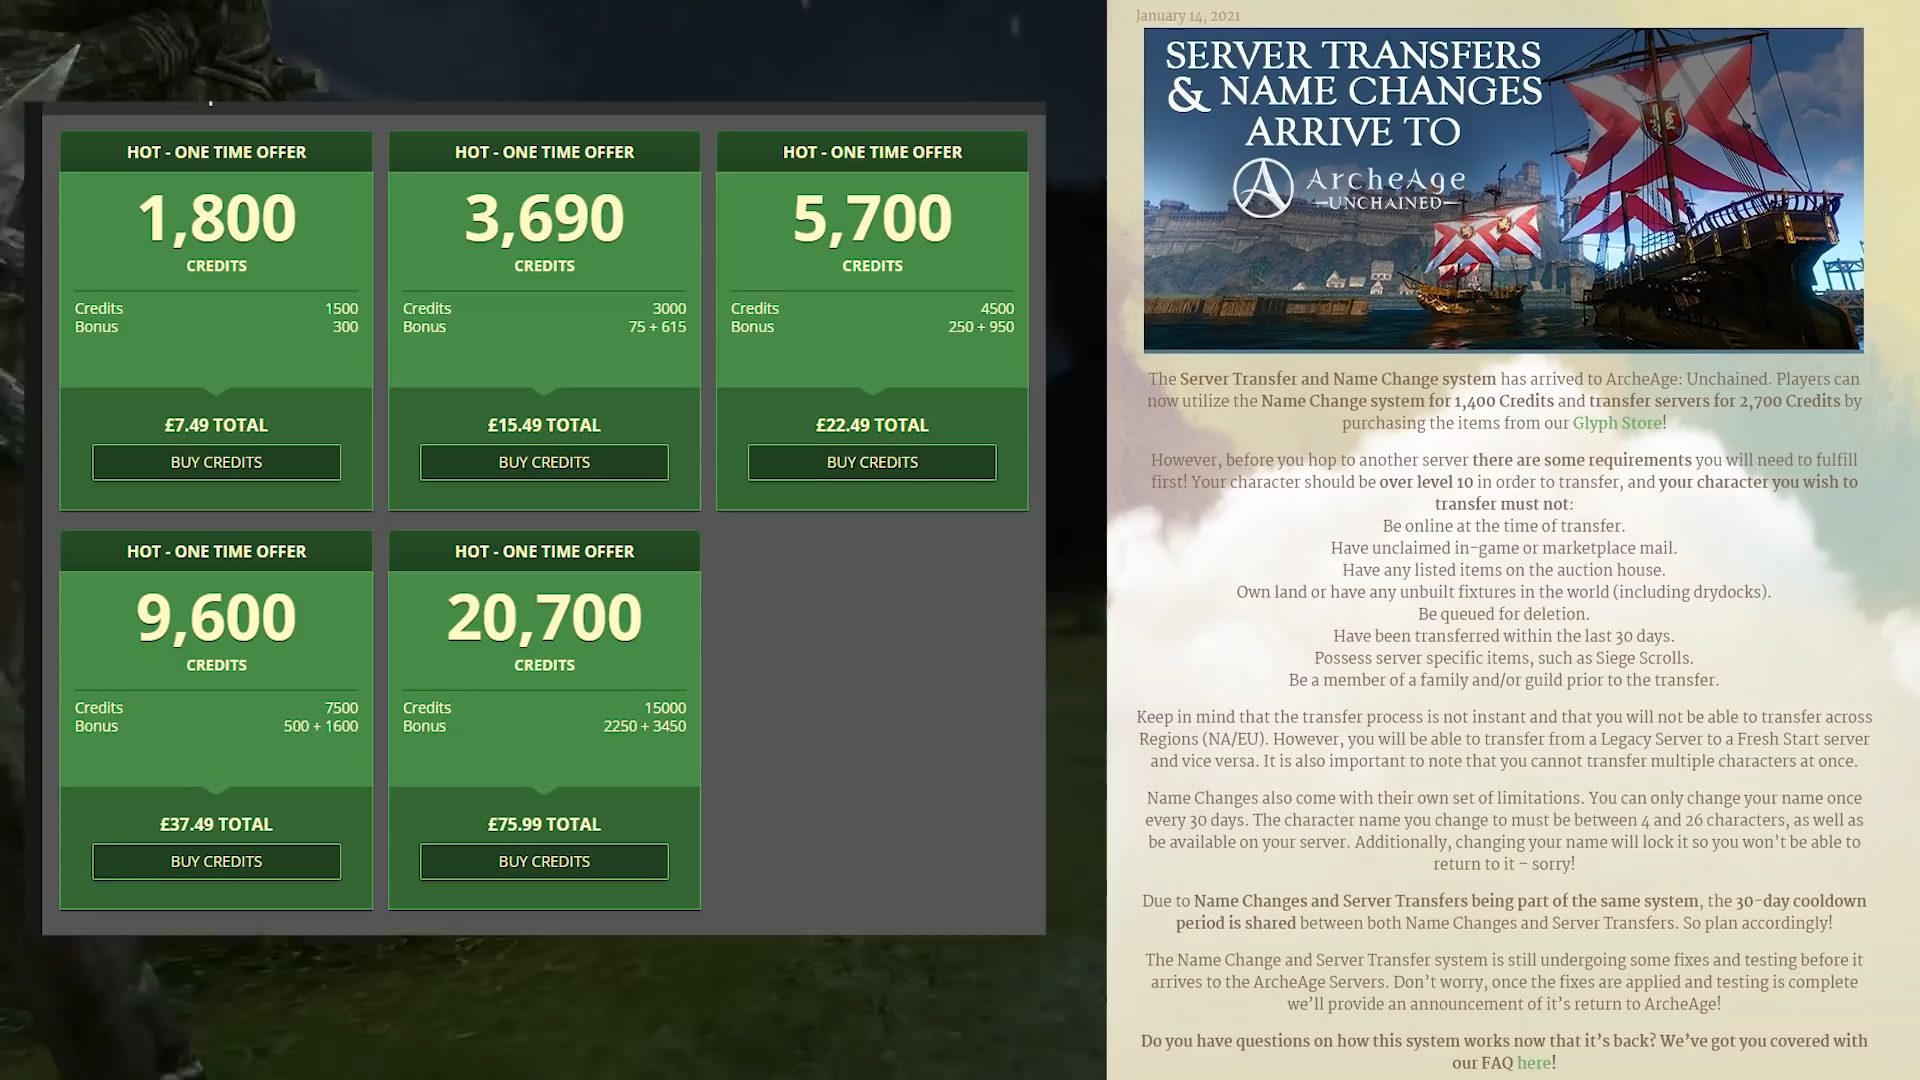 HOT - ONE TIME OFFER
1,800
CREDITS
Credits 1500
Bonus 300
£7.49 TOTAL
BUY CREDITS
HOT - ONE TIME OFFER
3,690
CREDITS
Credits 3000
Bonus 75 + 615
£15.49 TOTAL
BUY CREDITS
HOT - ONE TIME OFFER
5,700
CREDITS
Credits 4500
Bonus 250 + 950
£22.49 TOTAL
BUY CREDITS
HOT - ONE TIME OFFER
9,600
CREDITS
Credits 7500
Bonus 500 + 1600
£37.49 TOTAL
BUY CREDITS
HOT - ONE TIME OFFER
20,700
CREDITS
Credits 15000
Bonus 2250 + 3450
£75.99 TOTAL
BUY CREDITS
January 14, 2021
SERVER TRANSFERS
& NAME CHANGES
ARRIVE TO
ArcheAge
UNCHAINED
The Server Transfer and Name Change system has arrived to ArcheAge: Unchained. Players can
now utilize the Name Change system for 1,400 Credits and transfer servers for 2,700 Credits by
purchasing the items from our Glyph Store!
However, before you hop to another server there are some requirements you will need to fulfill
first! Your character should be over level 10 in order to transfer, and your character you wish to
transfer must not:
Be online at the time of transfer.
Have unclaimed in-game or marketplace mail.
Have any listed items on the auction house.
Own land or have any unbuilt fixtures in the world (including drydocks).
Be queued for deletion.
Have been transferred within the last 30 days.
Possess server specific items, such as Siege Scrolls.
Be a member of a family and/or guild prior to the transfer.
Keep in mind that the transfer process is not instant and that you will not be able to transfer across
Regions (NA/EU). However, you will be able to transfer from a Legacy Server to a Fresh Start server
and vice versa. It is also important to note that you cannot transfer multiple characters at once.
Name Changes also come with their own set of limitations. You can only change your name once
every 30 days. The character name you change to must be between 4 and 26 characters, as well as
be available on your server. Additionally, changing your name will lock it so you won't be able to
return to it – sorry!
Due to Name Changes and Server Transfers being part of the same system, the 30-day cooldown
period is shared between both Name Changes and Server Transfers. So plan accordingly!
The Name Change and Server Transfer system is still undergoing some fixes and testing before it
arrives to the ArcheAge Servers. Don't worry, once the fixes are applied and testing is complete
we'll provide an announcement of it's return to ArcheAge!
Do you have questions on how this system works now that it's back? We've got you covered with
our FAQ here!